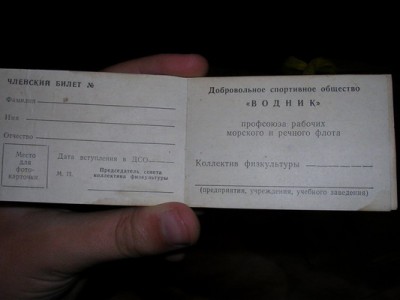 ЧЛЕНСКИЙ БИЛЕТ №
Фамилия
Имя
Отчество
Место
для
фото-
карточки
Дата вступления в ДСО
М. П.
Председатель совета
коллектива физкультуры
Добровольное спортивное общество
«ВОДНИК»
профсоюза рабочих
морского и речного флота
Коллектив физкультуры
(предприятия, учреждения, учебного заведения)